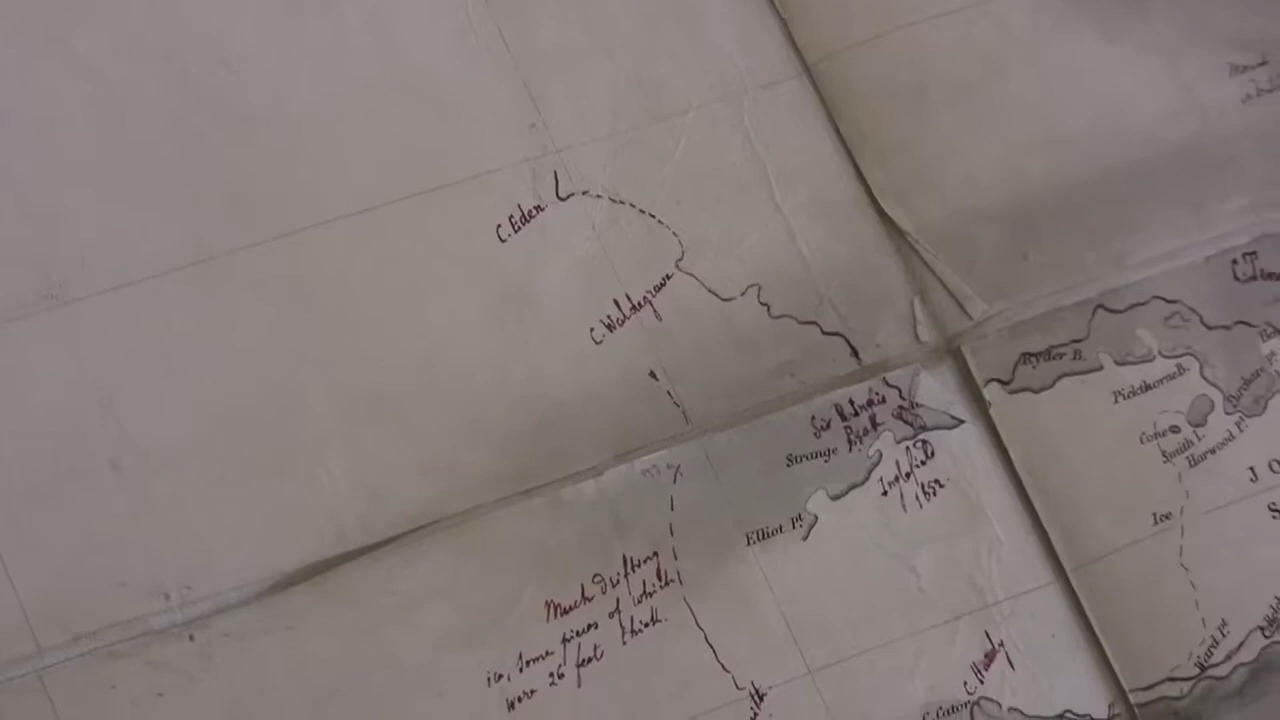 C. Eden.
C. Waldegrave
Ryder B.
Pickthorne B.
Cone
Smith I.
Harwood Pt.
Sir R. Inglis
Peak
Strange
Inglefield
1852.
Elliot Pt.
Ice
J O
S
Much drifting
ice, some pieces of which
were 26 feet thick.
Ward Pt.
C. Hardy
C. Cator